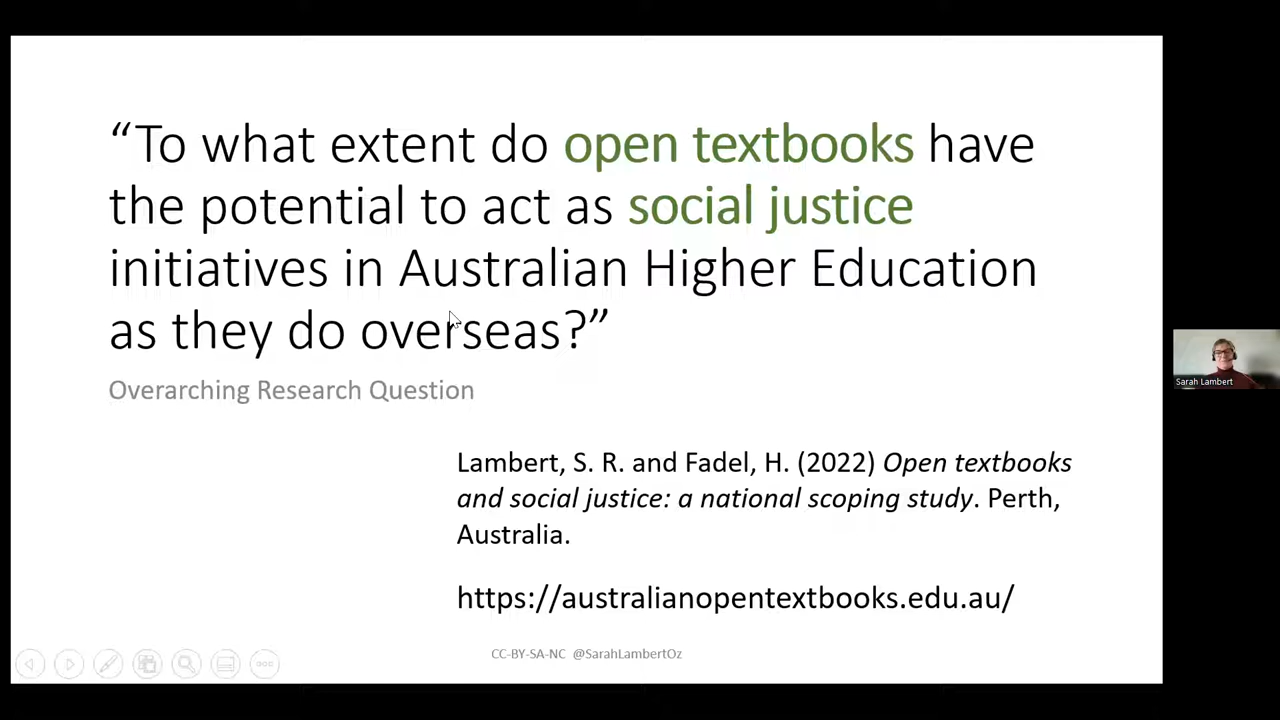 “To what extent do open textbooks have
the potential to act as social justice
initiatives in Australian Higher Education
as they do overseas?”
Overarching Research Question
Lambert, S. R. and Fadel, H. (2022) Open textbooks
and social justice: a national scoping study. Perth,
Australia.
https://australianopentextbooks.edu.au/
CC-BY-SA-NC @SarahLambertOz
Sarah Lambert